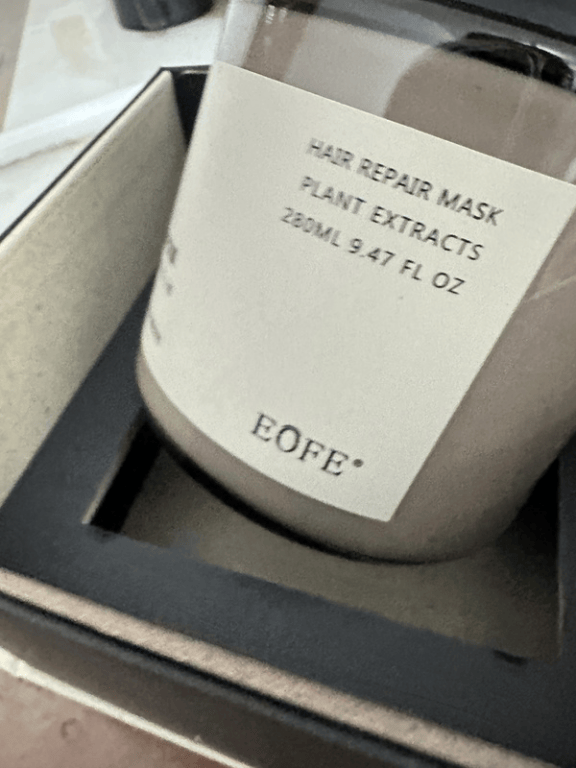 HAIR REPAIR MASK
PLANT EXTRACTS
280ML 9.47 FL OZ
EOFE®